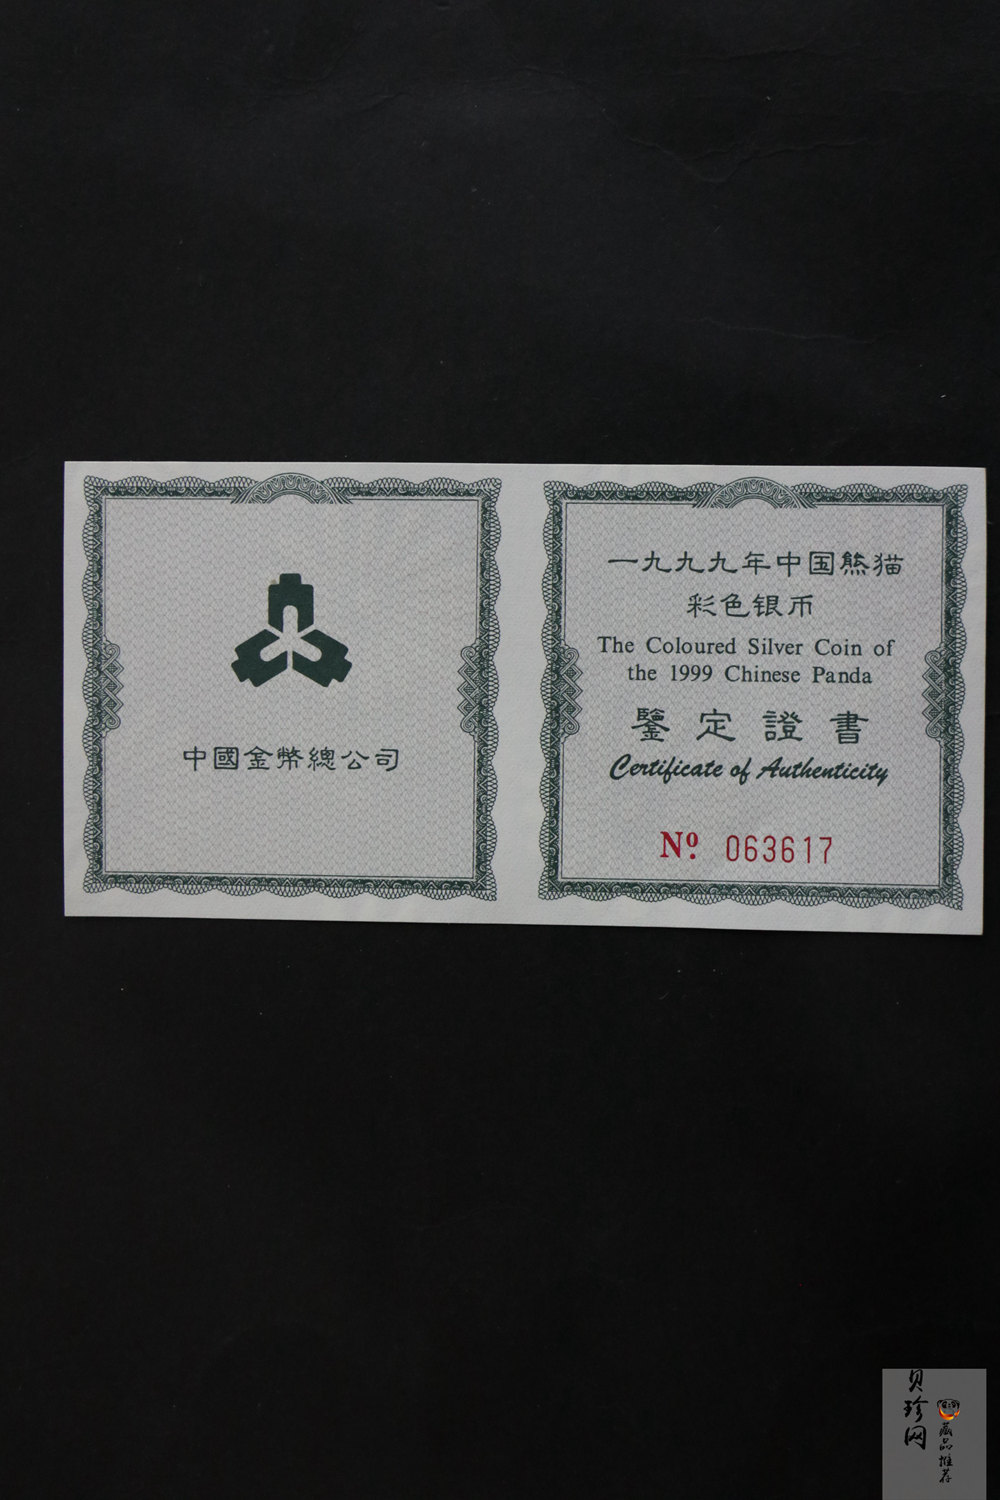 中國金幣總公司
一九九九年中国熊猫
彩色银币
The Coloured Silver Coin of
the 1999 Chinese Panda
鑒定證書
Certificate of Authenticity
Nº. 063617
贝珍网
藏品推荐